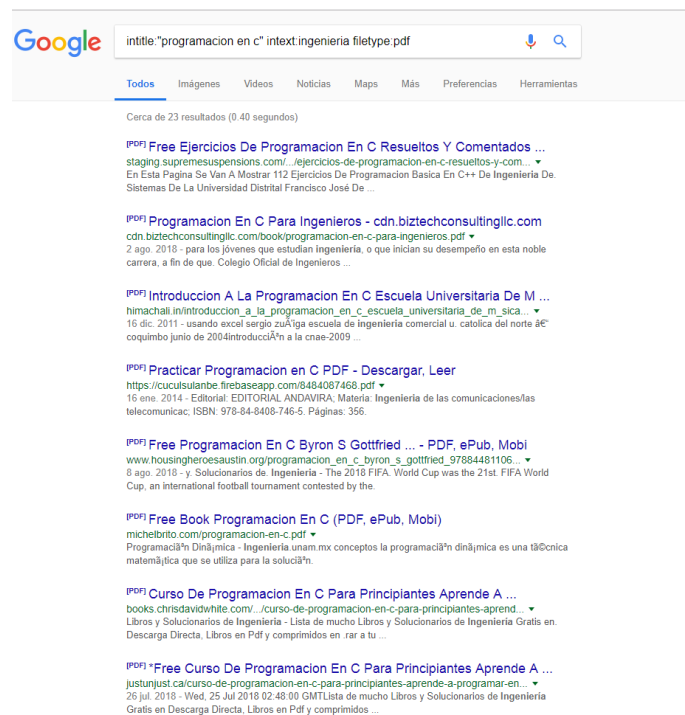 Google
intitle:"programacion en c" intext:ingenieria filetype:pdf
Todos Imágenes Videos Noticias Maps Más Preferencias Herramientas
Cerca de 23 resultados (0.40 segundos)
[PDF] Free Ejercicios De Programacion En C Resueltos Y Comentados ...
staging.supremesuspensions.com/.../ejercicios-de-programacion-en-c-resueltos-y-com... ▼
En Esta Pagina Se Van A Mostrar 112 Ejercicios De Programacion Basica En C++ De Ingenieria De.
Sistemas De La Universidad Distrital Francisco José De ...
[PDF] Programacion En C Para Ingenieros - cdn.biztechconsultingllc.com
cdn.biztechconsultingllc.com/book/programacion-en-c-para-ingenieros.pdf ▼
2 ago. 2018 - para los jóvenes que estudian ingenieria, o que inician su desempeño en esta noble
carrera, a fin de que. Colegio Oficial de Ingenieros ...
[PDF] Introduccion A La Programacion En C Escuela Universitaria De M ...
himachali.in/introduccion_a_la_programacion_en_c_escuela_universitaria_de_m_sica... ▼
16 dic. 2011 - usando excel sergio zuÃ¨iga escuela de ingenieria comercial u. catolica del norte â€“
coquimbo junio de 2004introducciÃªn a la cnae-2009 ...
[PDF] Practicar Programacion en C PDF - Descargar, Leer
https://cuculsulanbe.firebaseapp.com/8484087468.pdf ▼
16 ene. 2014 - Editorial: EDITORIAL ANDAVIRA; Materia: Ingenieria de las comunicaciones/las
telecomunicac; ISBN: 978-84-8408-746-5. Páginas: 356.
[PDF] Free Programacion En C Byron S Gottfried ... - PDF, ePub, Mobi
www.housingheroesaustin.org/programacion_en_c_byron_s_gottfried_97884481106... ▼
8 ago. 2018 - y. Solucionarios de. Ingenieria - The 2018 FIFA. World Cup was the 21st. FIFA World
Cup, an international football tournament contested by the.
[PDF] Free Book Programacion En C (PDF, ePub, Mobi)
michelbrito.com/programacion-en-c.pdf ▼
Programaciãªn Dinã¡mica - Ingenieria.unam.mx conceptos la programaciãªn dinã¡mica es una tã©cnica
matemã¡tica que se utiliza para la soluciãªn.
[PDF] Curso De Programacion En C Para Principiantes Aprende A ...
books.chrisdavidwhite.com/.../curso-de-programacion-en-c-para-principiantes-aprend... ▼
Libros y Solucionarios de Ingenieria - Lista de mucho Libros y Solucionarios de Ingenieria Gratis en.
Descarga Directa, Libros en Pdf y comprimidos en .rar a tu ...
[PDF] *Free Curso De Programacion En C Para Principiantes Aprende A ...
justunjust.ca/curso-de-programacion-en-c-para-principiantes-aprende-a-programar-en... ▼
26 jul. 2018 - Wed, 25 Jul 2018 02:48:00 GMTLista de mucho Libros y Solucionarios de Ingenieria
Gratis en Descarga Directa, Libros en Pdf y comprimidos ...